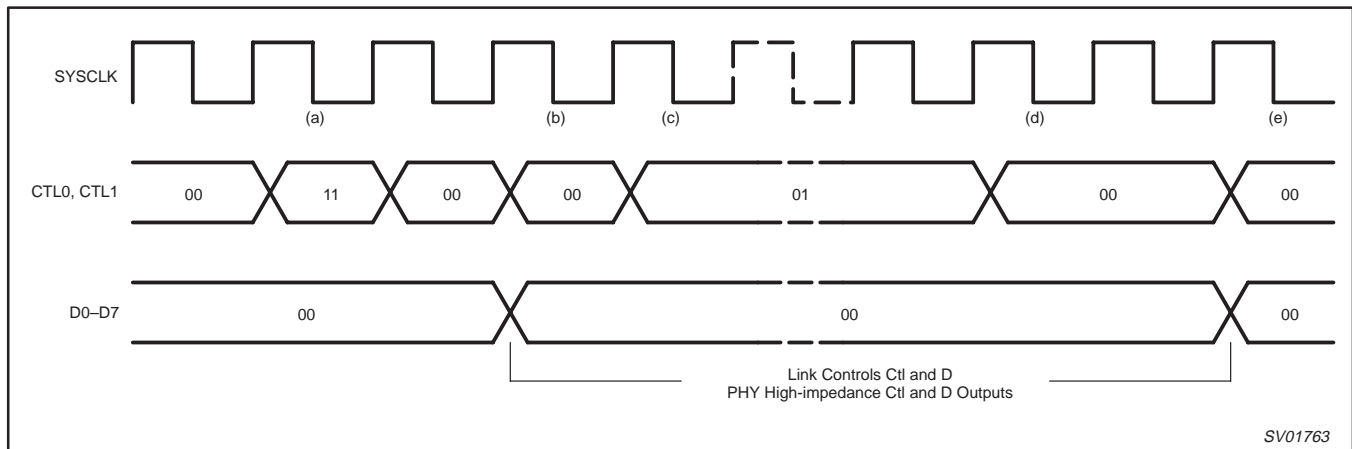 SYSCLK
(a) (b) (c) (d) (e)
CTL0, CTL1
00 11 00 00 01 00 00
D0–D7
00 00 00
Link Controls Ctl and D
PHY High-impedance Ctl and D Outputs
SV01763